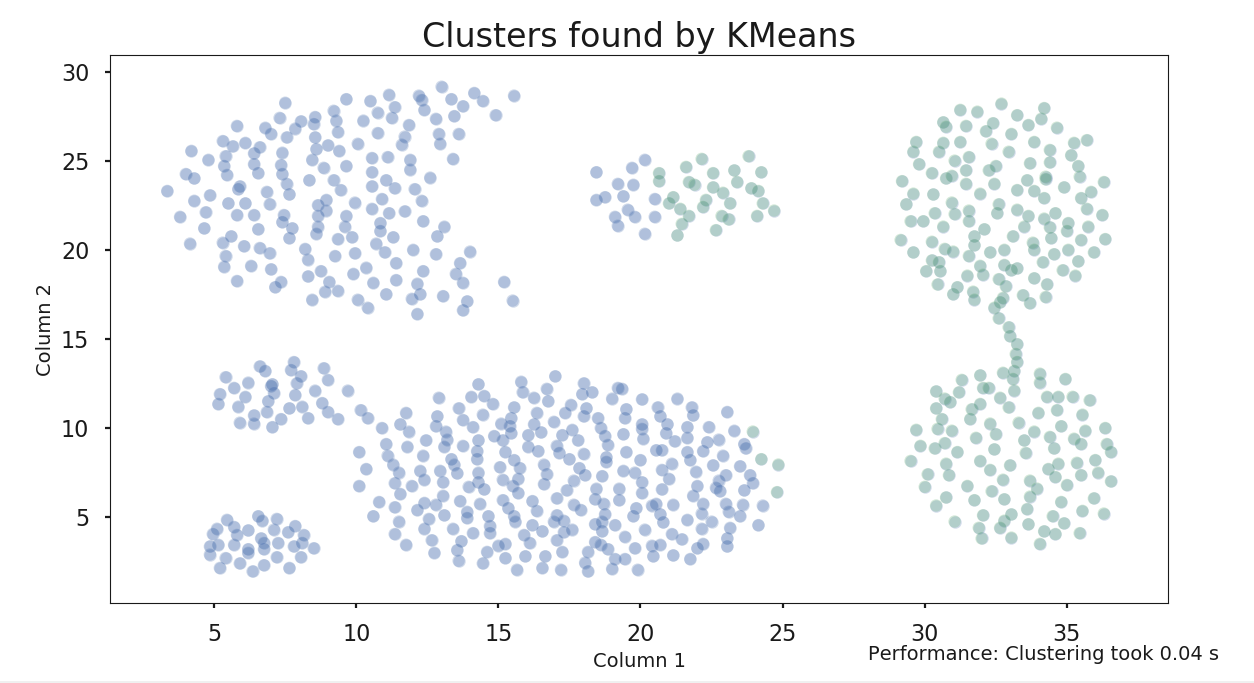 Clusters found by KMeans
30
25
20
15
10
5
Column 2
5 10 15 20 25 30 35
Column 1
Performance: Clustering took 0.04 s